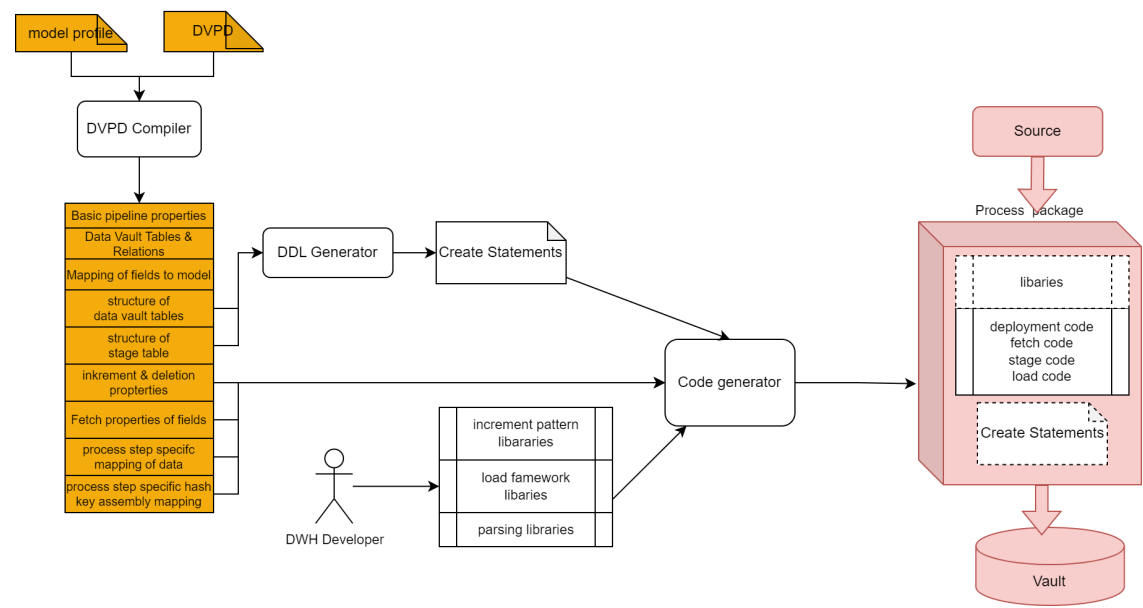 model profile
DVPD
DVPD Compiler
Basic pipeline properties
Data Vault Tables &
Relations
Mapping of fields to model
structure of
data vault tables
structure of
stage table
inkrement & deletion
propterties
Fetch properties of fields
process step specifc
mapping of data
process step specific hash
key assembly mapping
DDL Generator
Create Statements
DWH Developer
increment pattern
libararies
load famework
libaries
parsing libraries
Code generator
Source
Process package
libaries
deployment code
fetch code
stage code
load code
Create Statements
Vault